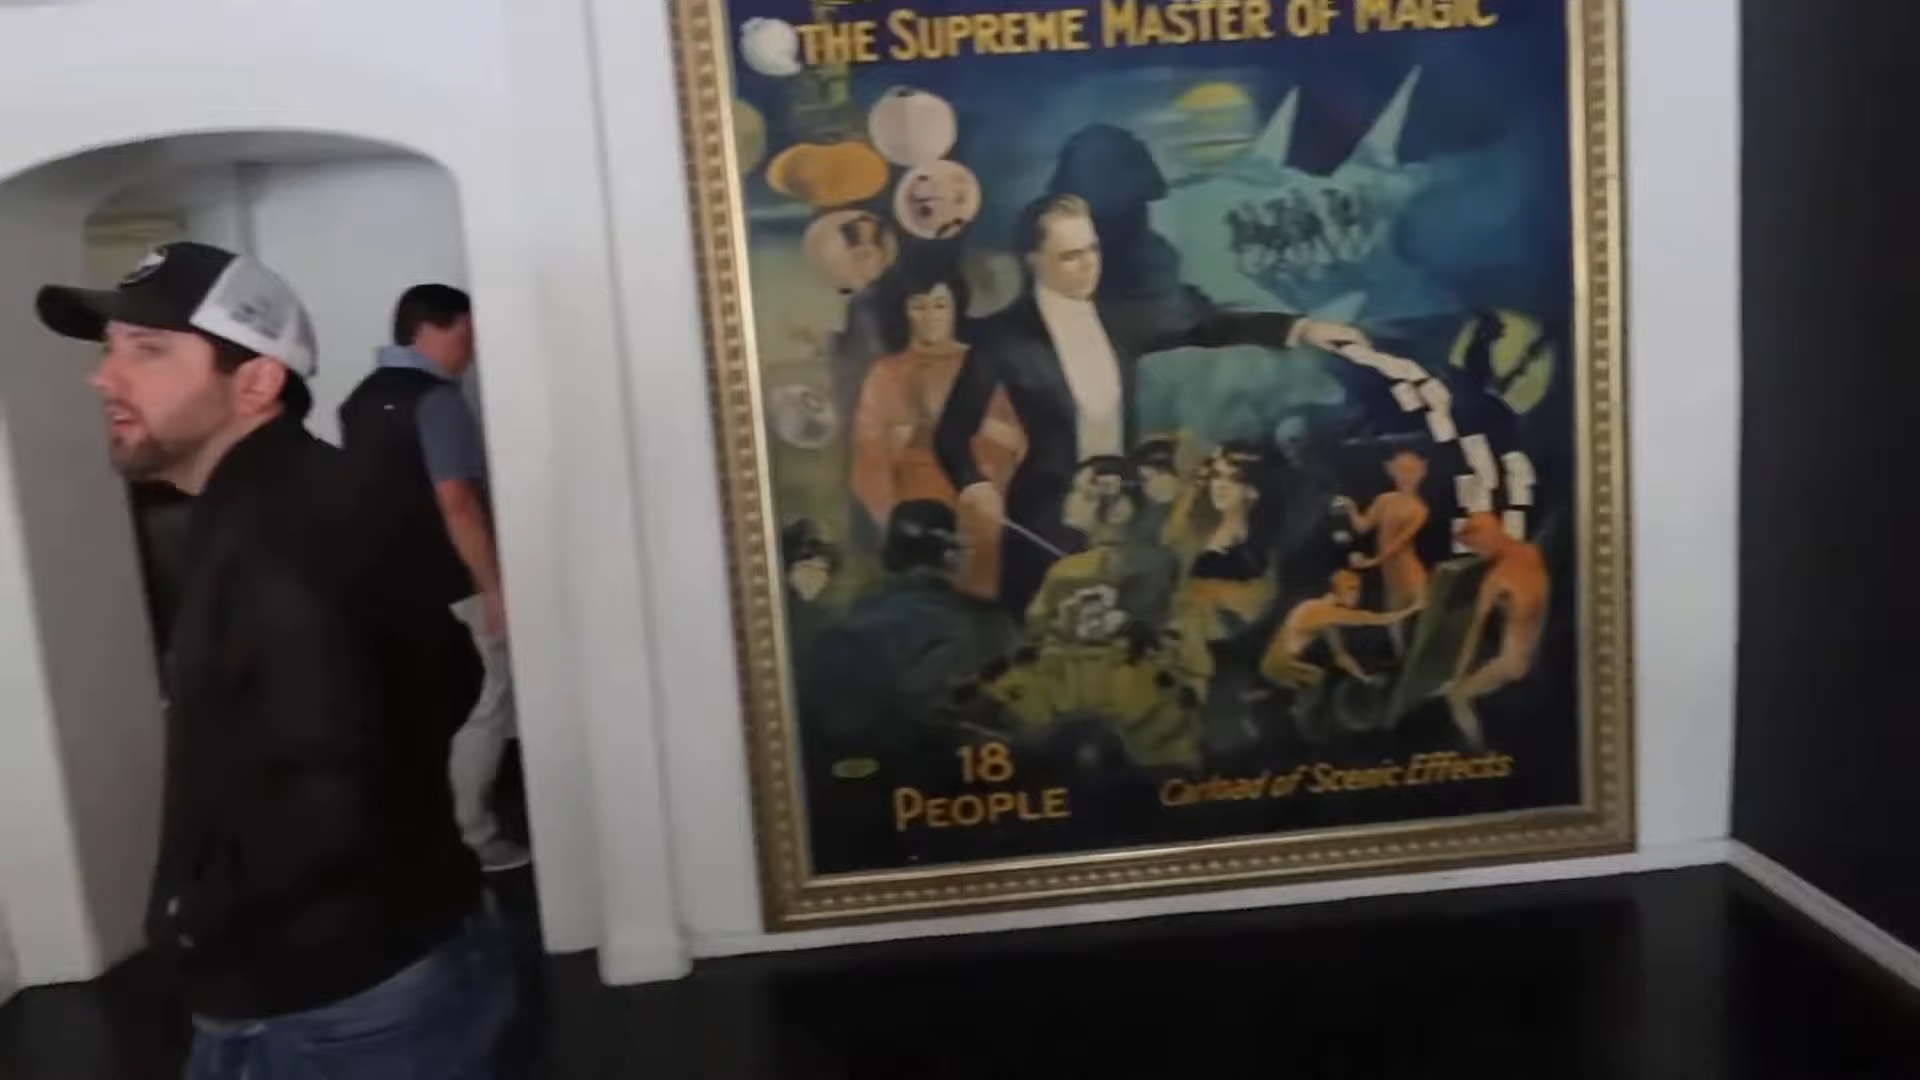 THE SUPREME MASTER OF MAGIC
18
PEOPLE
Carload of Scenic Effects